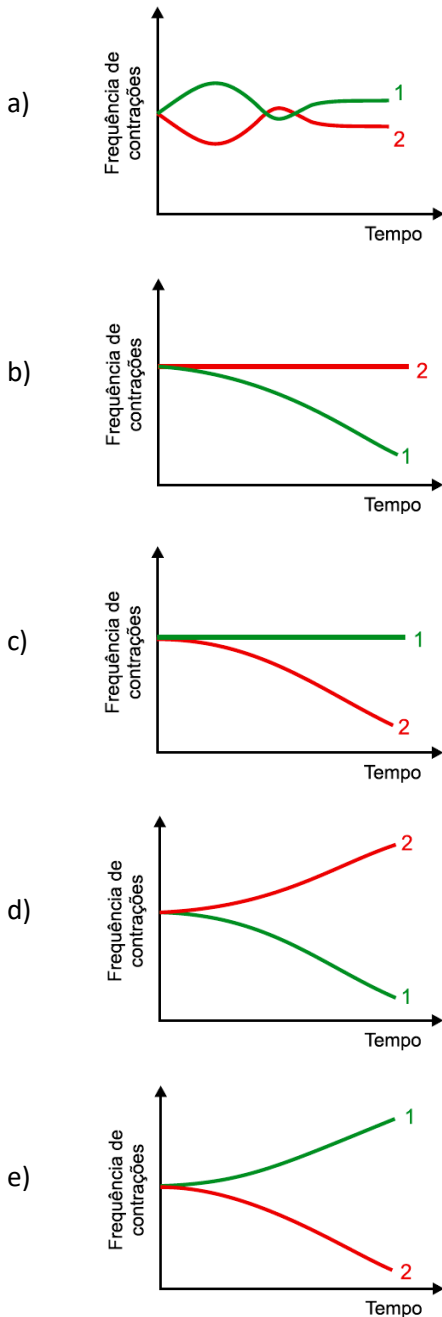 a)
Frequência de
contrações
1
2
Tempo
b)
Frequência de
contrações
2
1
Tempo
c)
Frequência de
contrações
1
2
Tempo
d)
Frequência de
contrações
2
1
Tempo
e)
Frequência de
contrações
1
2
Tempo